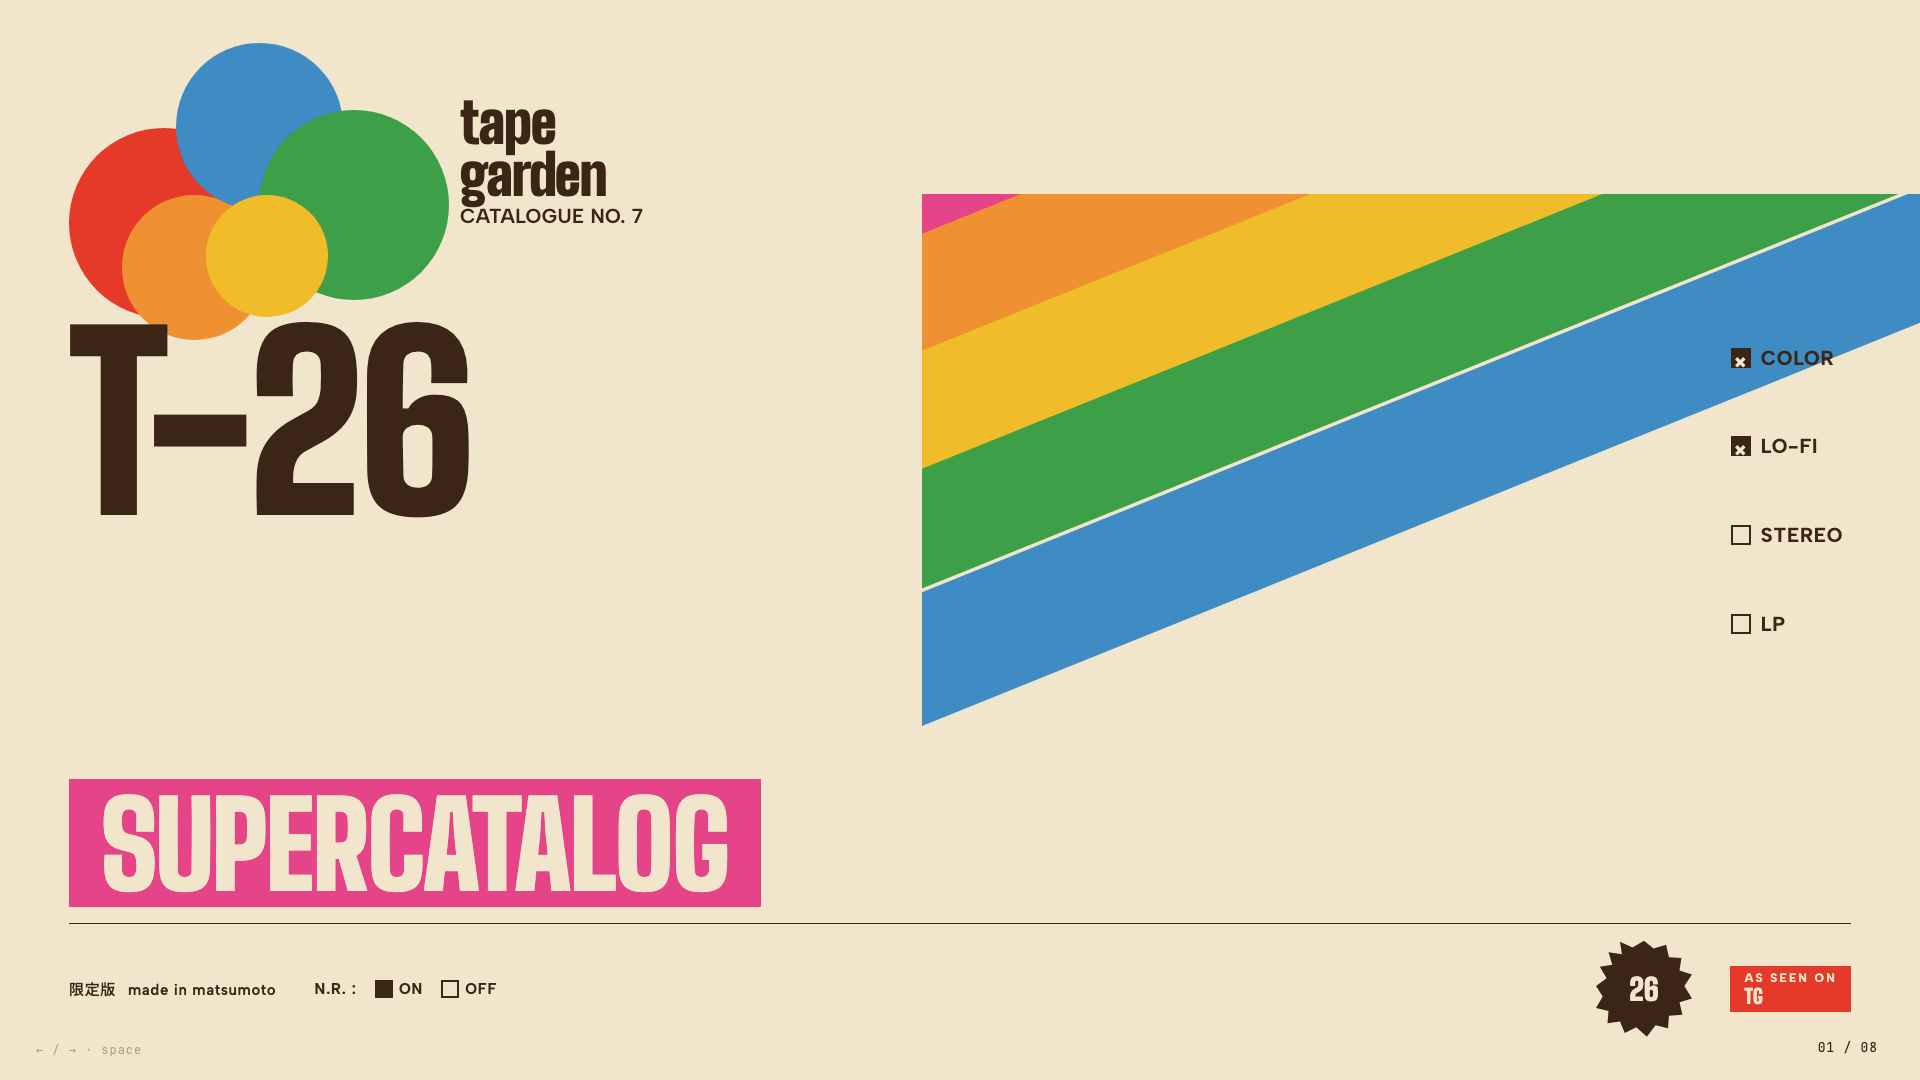 tape
garden
CATALOGUE NO. 7
T-26
COLOR
LO-FI
STEREO
LP
SUPERCATALOG
限定版 made in matsumoto N.R. : ON OFF
26
AS SEEN ON
TG
← / → · space
01 / 08